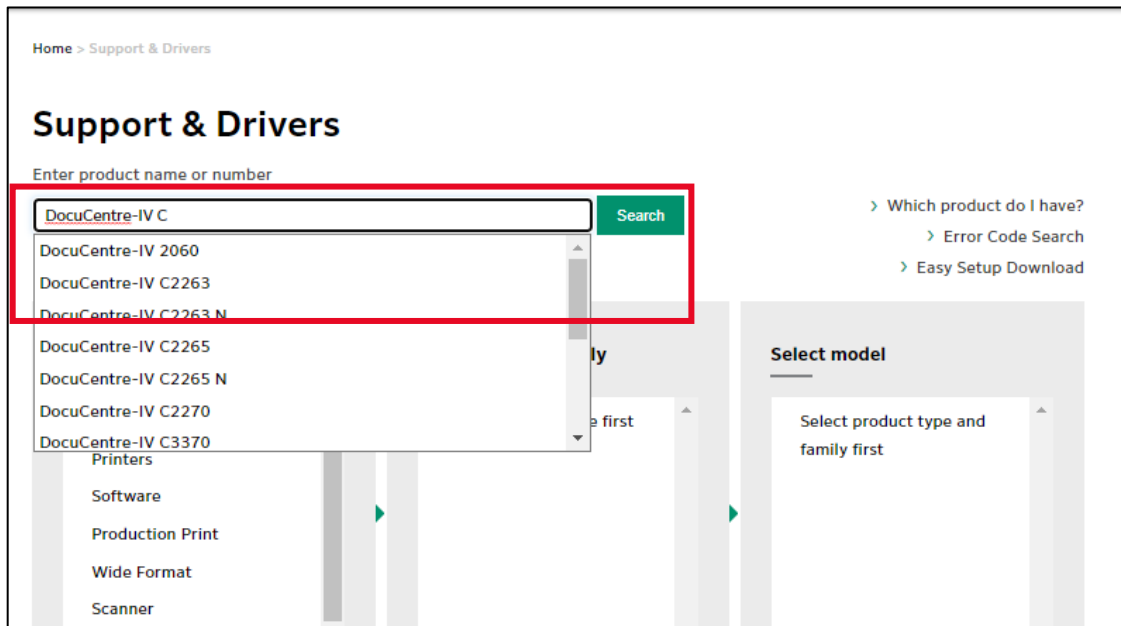 Home > Support & Drivers
Support & Drivers
Enter product name or number
DocuCentre-IV C
Search
DocuCentre-IV 2060
DocuCentre-IV C2263
DocuCentre-IV C2263 N
DocuCentre-IV C2265
DocuCentre-IV C2265 N
DocuCentre-IV C2270
DocuCentre-IV C3370
› Which product do I have?
› Error Code Search
› Easy Setup Download
Printers
Software
Production Print
Wide Format
Scanner
ly
e first
Select model
Select product type and
family first